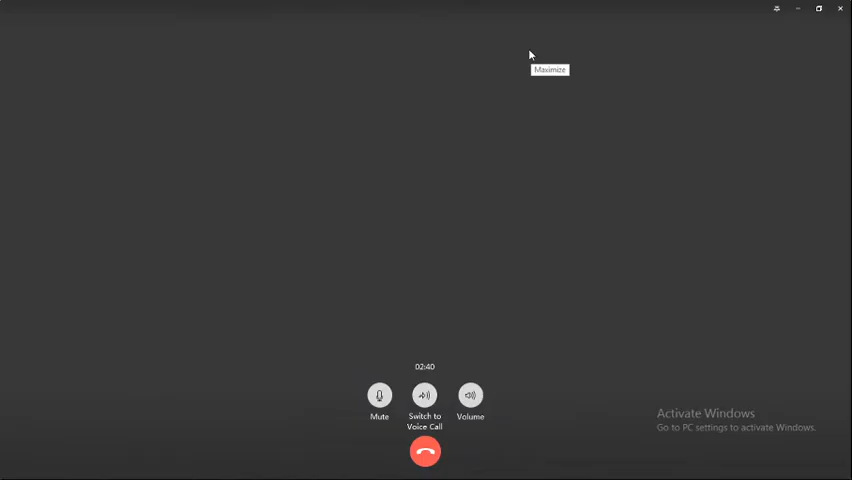 Maximize
02:40
Mute
Switch to
Voice Call
Volume
Activate Windows
Go to PC settings to activate Windows.